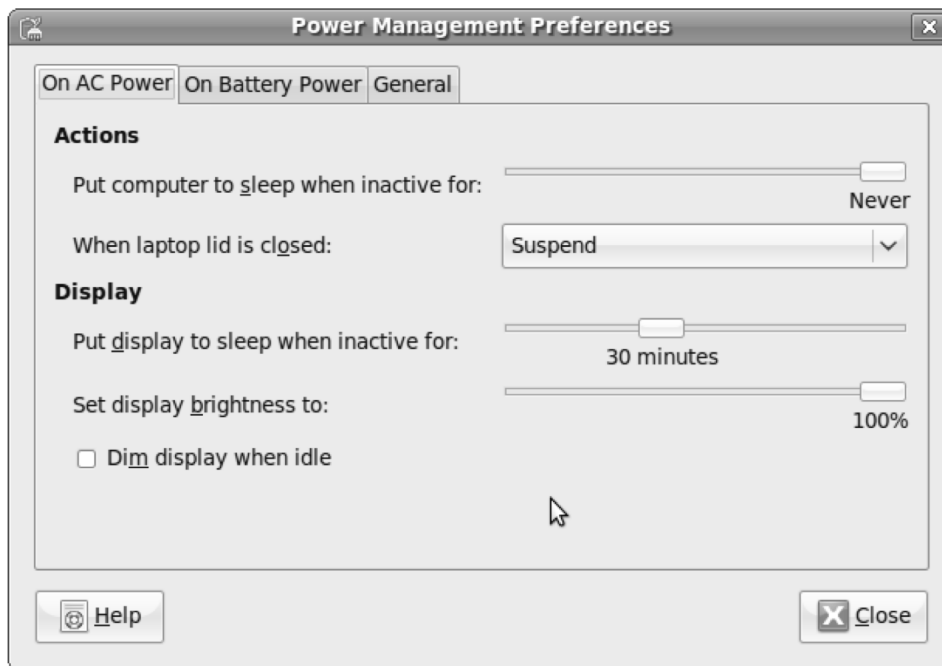 Power Management Preferences
On AC Power On Battery Power General
Actions
Put computer to sleep when inactive for:
Never
When laptop lid is closed: Suspend
Display
Put display to sleep when inactive for:
30 minutes
Set display brightness to:
100%
Dim display when idle
Help Close